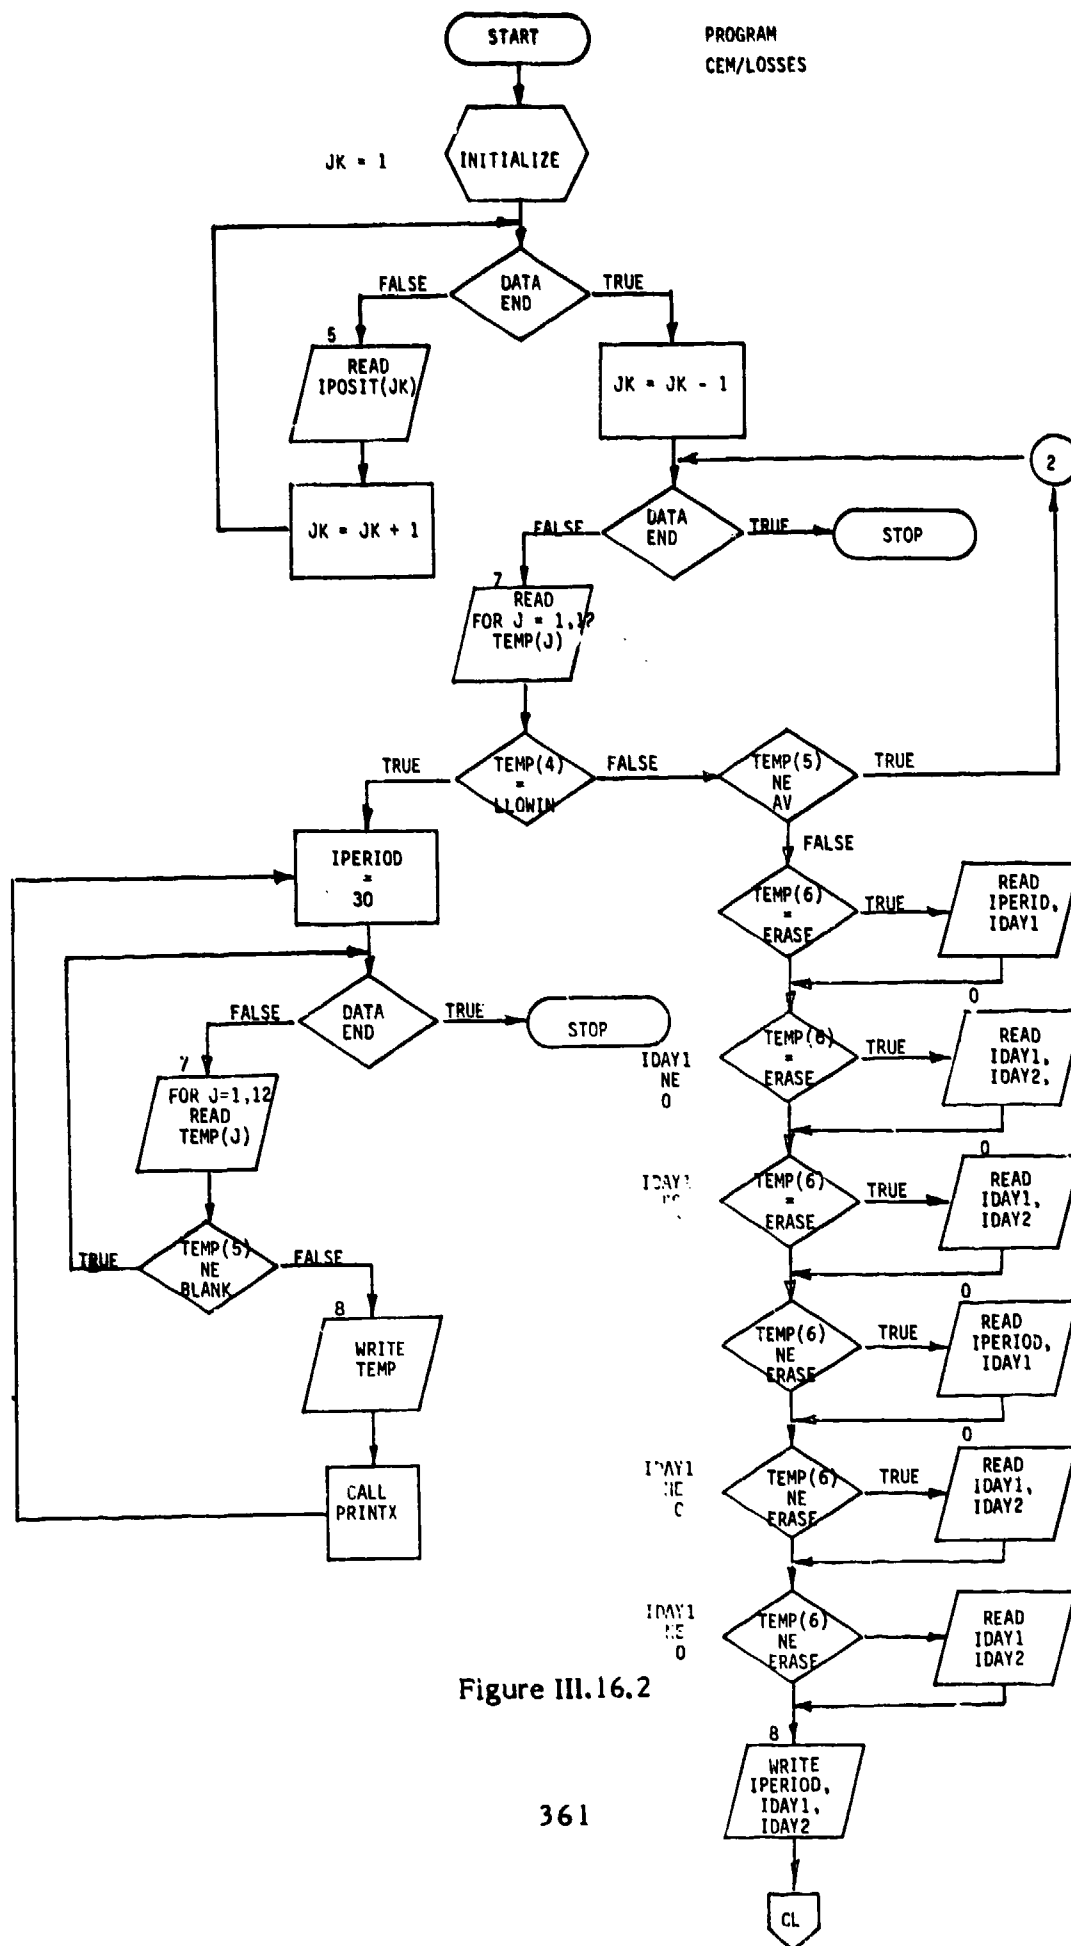 START
PROGRAM
CEM/LOSSES
JK = 1
INITIALIZE
DATA
END
FALSE
TRUE
5
READ
IPOSIT(JK)
JK = JK - 1
JK = JK + 1
2
DATA
END
FALSE
TRUE
STOP
7
READ
FOR J = 1,12
TEMP(J)
TEMP(4)
=
LLOWIN
TRUE
FALSE
TEMP(5)
NE
AV
TRUE
FALSE
IPERIOD
=
30
TEMP(6)
=
ERASE
TRUE
READ
IPERID,
IDAY1
DATA
END
FALSE
TRUE
STOP
IDAY1
NE
0
TEMP(6)
=
ERASE
TRUE
0
READ
IDAY1,
IDAY2,
7
FOR J=1,12
READ
TEMP(J)
IDAY1
TEMP(6)
=
ERASE
TRUE
0
READ
IDAY1,
IDAY2
TEMP(5)
NE
BLANK
TRUE
FALSE
8
WRITE
TEMP
TEMP(6)
NE
ERASE
TRUE
0
READ
IPERIOD,
IDAY1
CALL
PRINTX
IDAY1
NE
TEMP(6)
NE
ERASE
TRUE
0
READ
IDAY1,
IDAY2
IDAY1
NE
0
TEMP(6)
NE
ERASE
READ
IDAY1
IDAY2
Figure III.16.2
8
WRITE
IPERIOD,
IDAY1,
IDAY2
361
CL